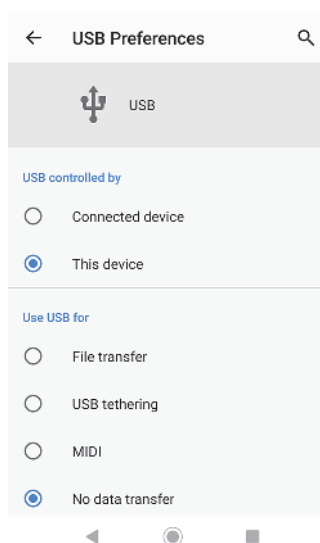 USB Preferences
USB
USB controlled by
Connected device
This device
Use USB for
File transfer
USB tethering
MIDI
No data transfer